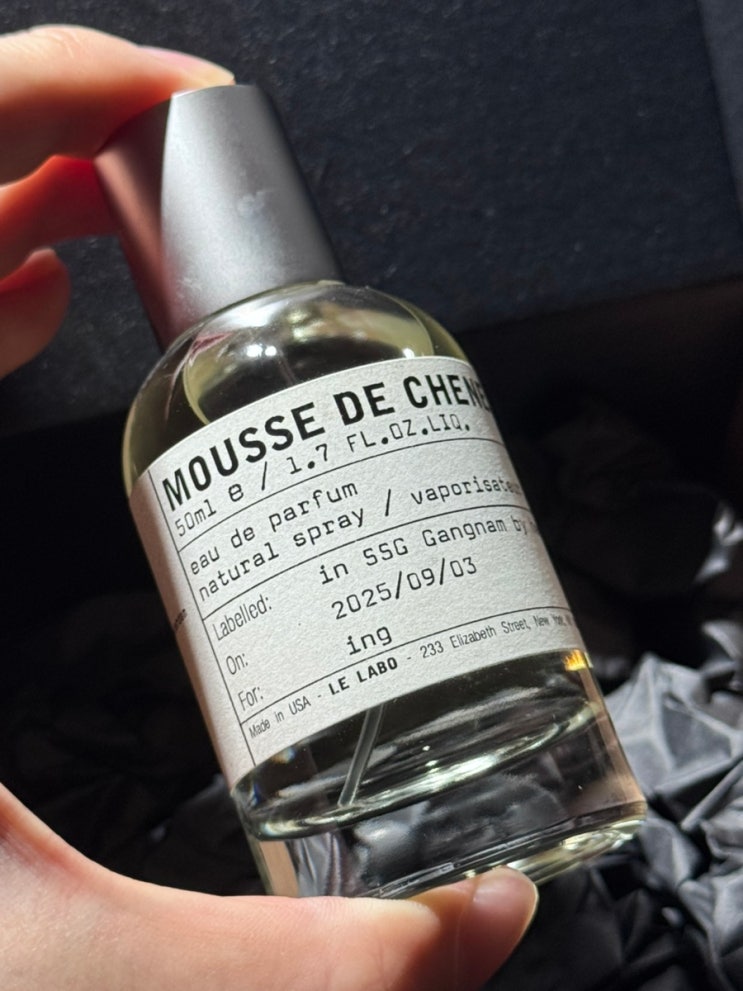 MOUSSE DE CHENE
50ml e / 1.7 FL.OZ.LIQ.
eau de parfum
natural spray / vaporisateur
Labelled: in SSG Gangnam by
On: 2025/09/03
For: ing
Made in USA - LE LABO - 233 Elizabeth Street, New York,